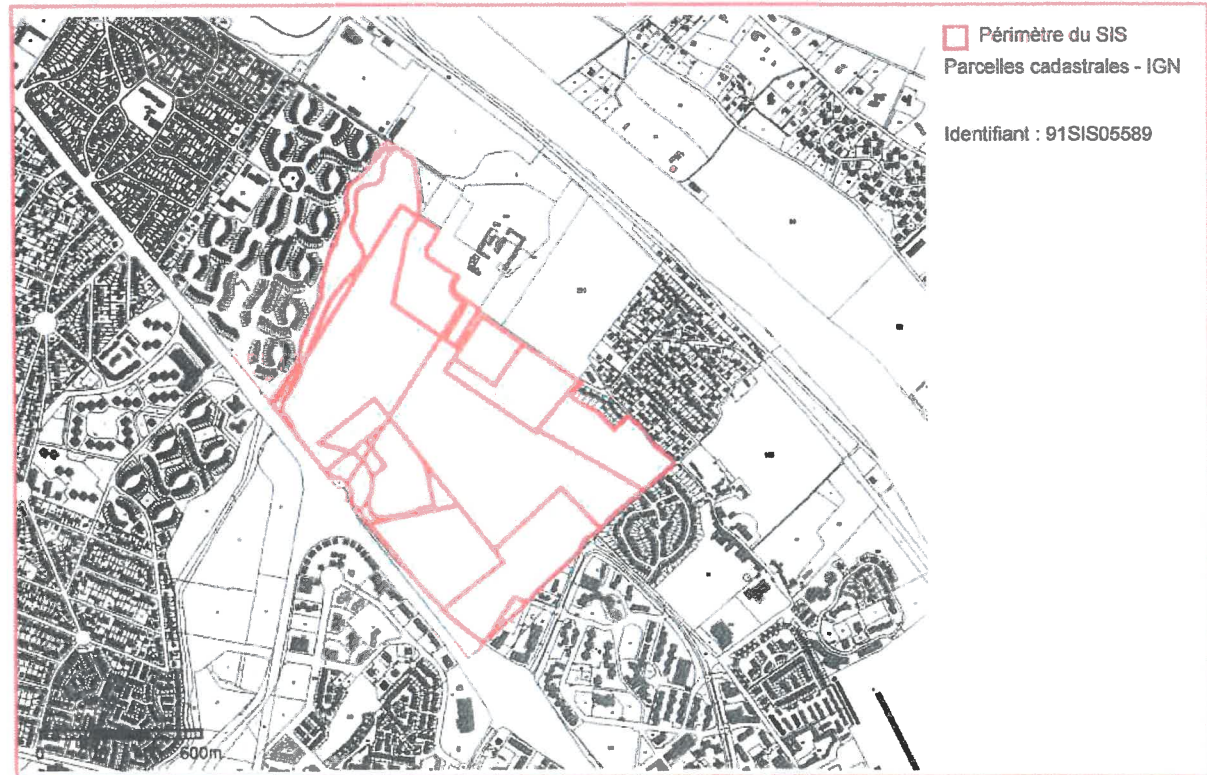 Périmètre du SIS
Parcelles cadastrales - IGN
Identifiant : 91SIS05589
600m